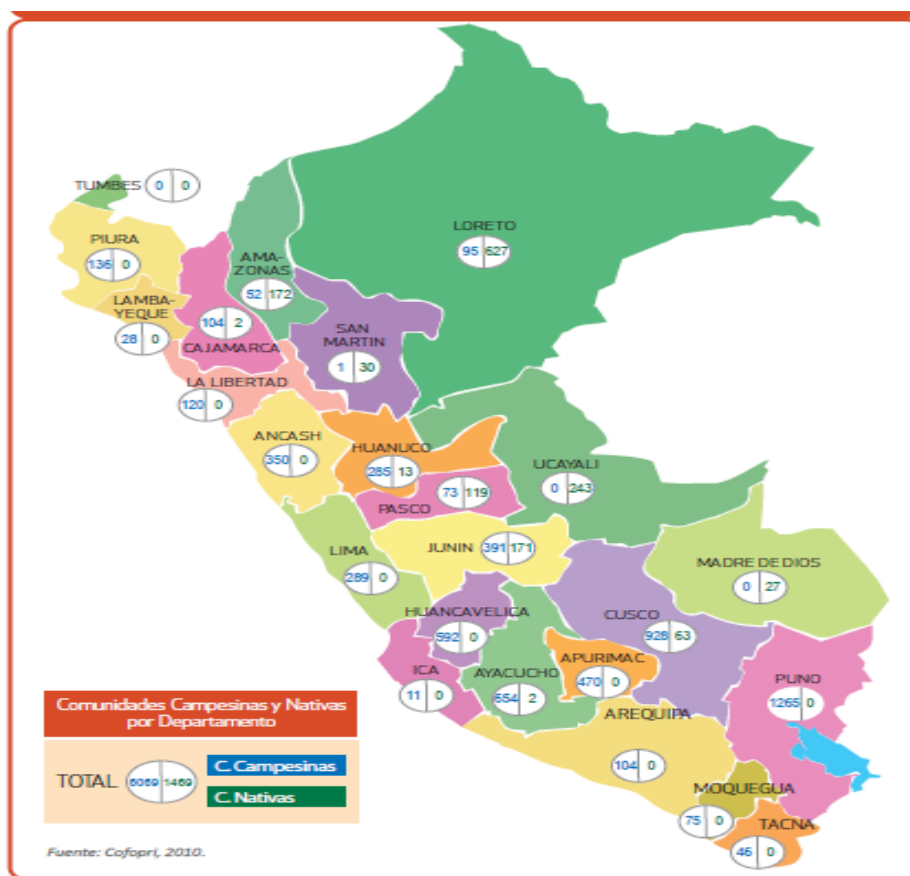 TUMBES 0 0
PIURA
136 0
LAMBA-
YEQUE
28 0
AMA-
ZONAS
52 172
LORETO
95 627
104 2
CAJAMARCA
SAN
MARTIN
1 30
LA LIBERTAD
120 0
ANCASH
350 0
HUANUCO
285 13
UCAYALI
0 243
73 119
PASCO
LIMA
289 0
JUNIN 391 171
MADRE DE DIOS
0 27
HUANCAVELICA
592 0
CUSCO
928 63
ICA
11 0
AYACUCHO
654 2
APURIMAC
470 0
PUNO
1265 0
AREQUIPA
104 0
MOQUEGUA
75 0
TACNA
46 0
Comunidades Campesinas y Nativas
por Departamento
TOTAL 6069 1469
C. Campesinas
C. Nativas
Fuente: Cofopri, 2010.